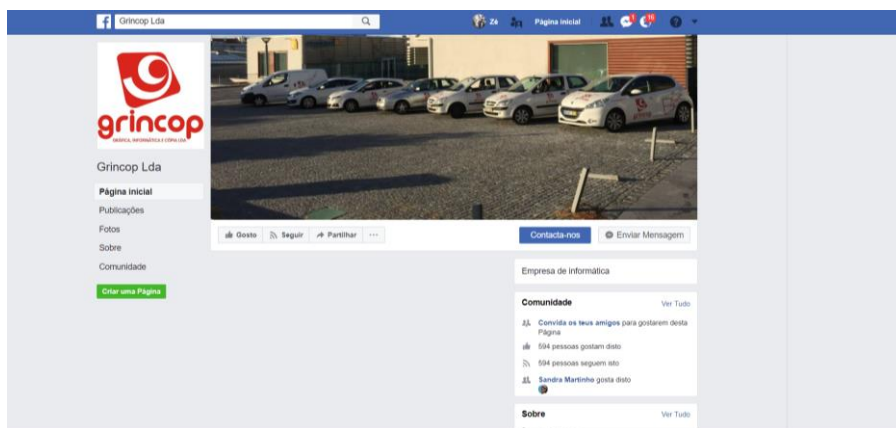 Grincop Lda
Zé
Página inicial
1
16
grincop
GRÁFICA, INFORMÁTICA E CÓPIA LDA
Grincop Lda
Página inicial
Publicações
Fotos
Sobre
Comunidade
Criar uma Página
Gosto Seguir Partilhar ...
Contacta-nos Enviar Mensagem
Empresa de informática
Comunidade Ver Tudo
Convida os teus amigos para gostarem desta
Página
594 pessoas gostam disto
594 pessoas seguem isto
Sandra Martinho gosta disto
Sobre Ver Tudo